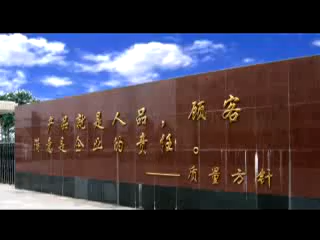 产品就是人品，顾客
满意是企业的责任。
——质量方针